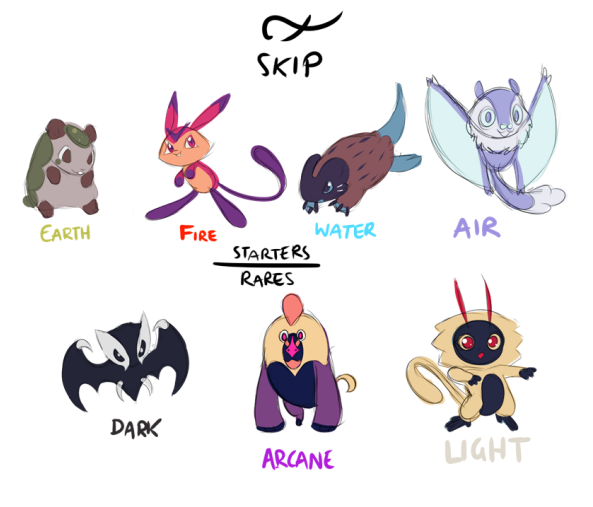 SKIP
EARTH
FIRE
WATER
AIR
STARTERS
RARES
DARK
ARCANE
LIGHT